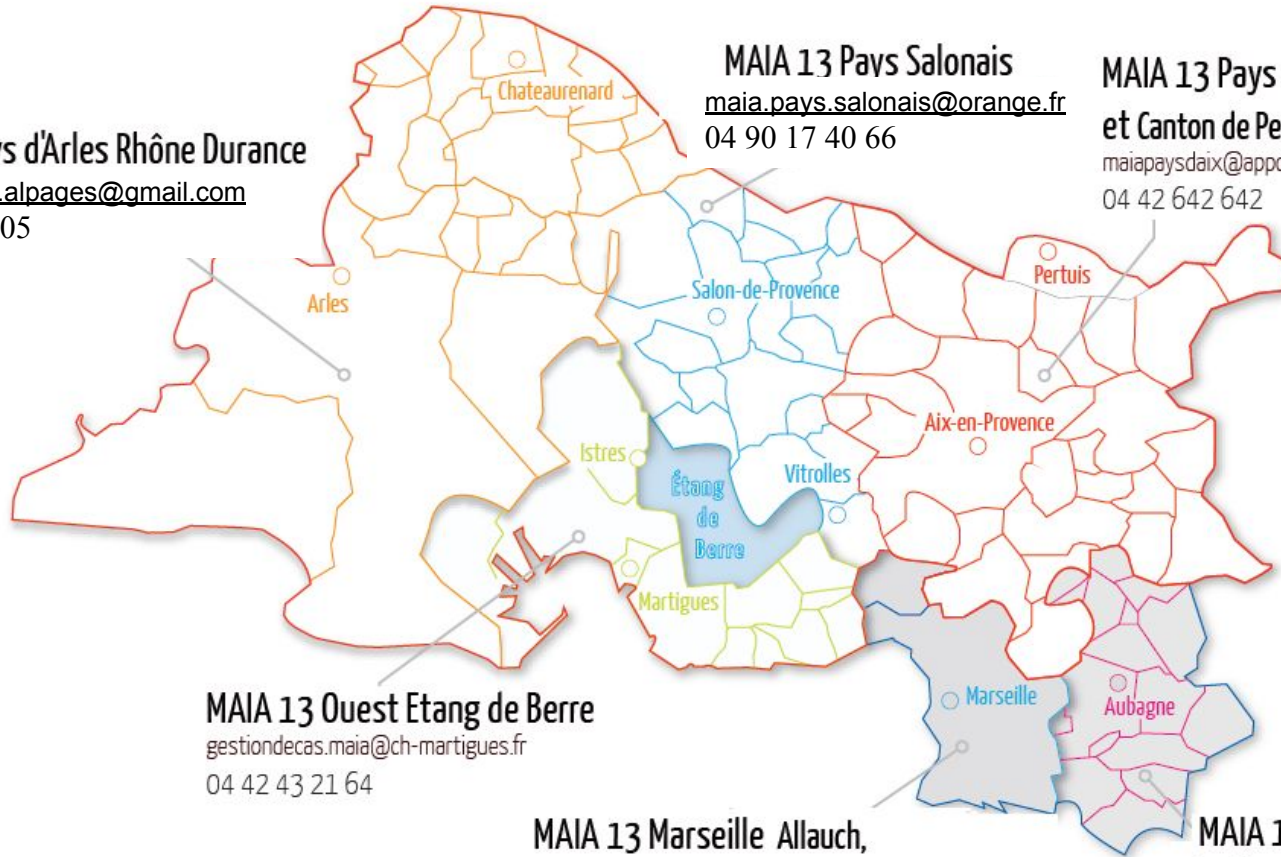 MAIA 13 Pays Salonais
maia.pays.salonais@orange.fr
04 90 17 40 66
MAIA 13 Pays
et Canton de Pe
maiapaysdaix@app
04 42 642 642
s d'Arles Rhône Durance
.alpages@gmail.com
05
Chateaurenard
Arles
Salon-de-Provence
Pertuis
Aix-en-Provence
Istres
Étang
de
Berre
Vitrolles
Martigues
Marseille
Aubagne
MAIA 13 Ouest Etang de Berre
gestiondecas.maia@ch-martigues.fr
04 42 43 21 64
MAIA 13 Marseille Allauch,
MAIA 1